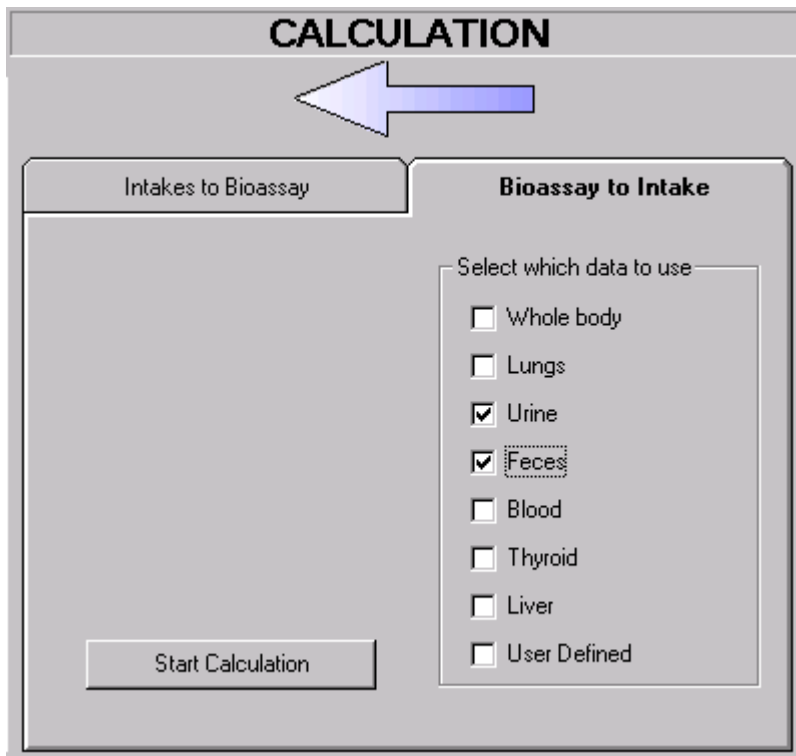 CALCULATION
Intakes to Bioassay
Bioassay to Intake
Select which data to use
Whole body
Lungs
Urine
Feces
Blood
Thyroid
Liver
User Defined
Start Calculation